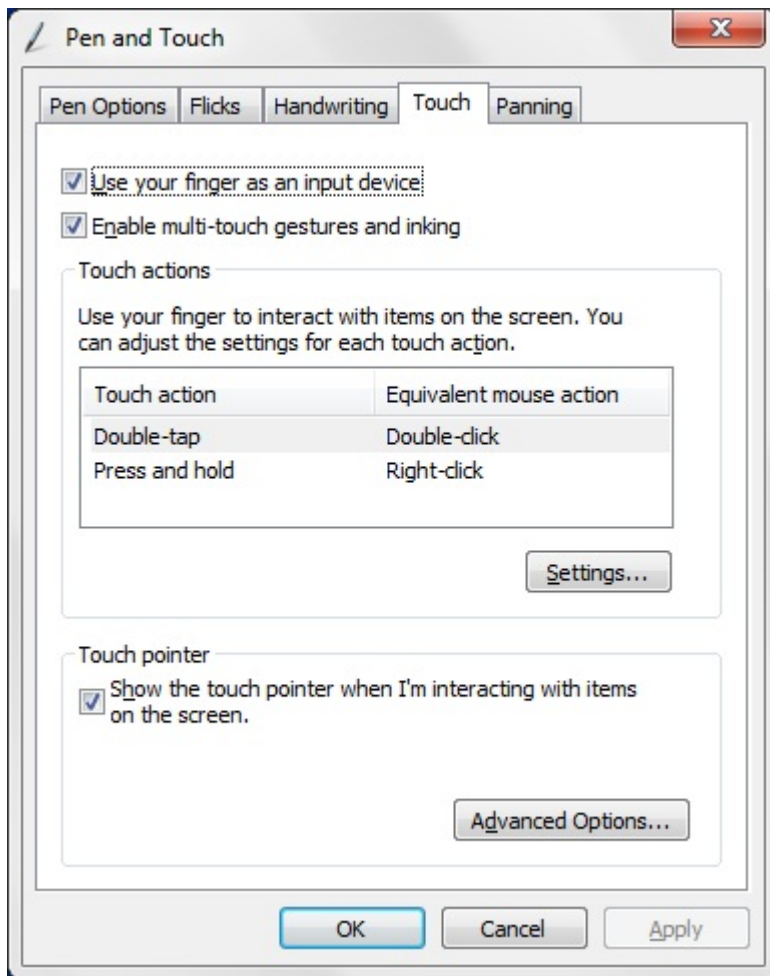 Pen and Touch
Pen Options Flicks Handwriting Touch Panning
Use your finger as an input device
Enable multi-touch gestures and inking
Touch actions
Use your finger to interact with items on the screen. You
can adjust the settings for each touch action.
Touch action Equivalent mouse action
Double-tap Double-click
Press and hold Right-click
Settings...
Touch pointer
Show the touch pointer when I'm interacting with items
on the screen.
Advanced Options...
OK Cancel Apply